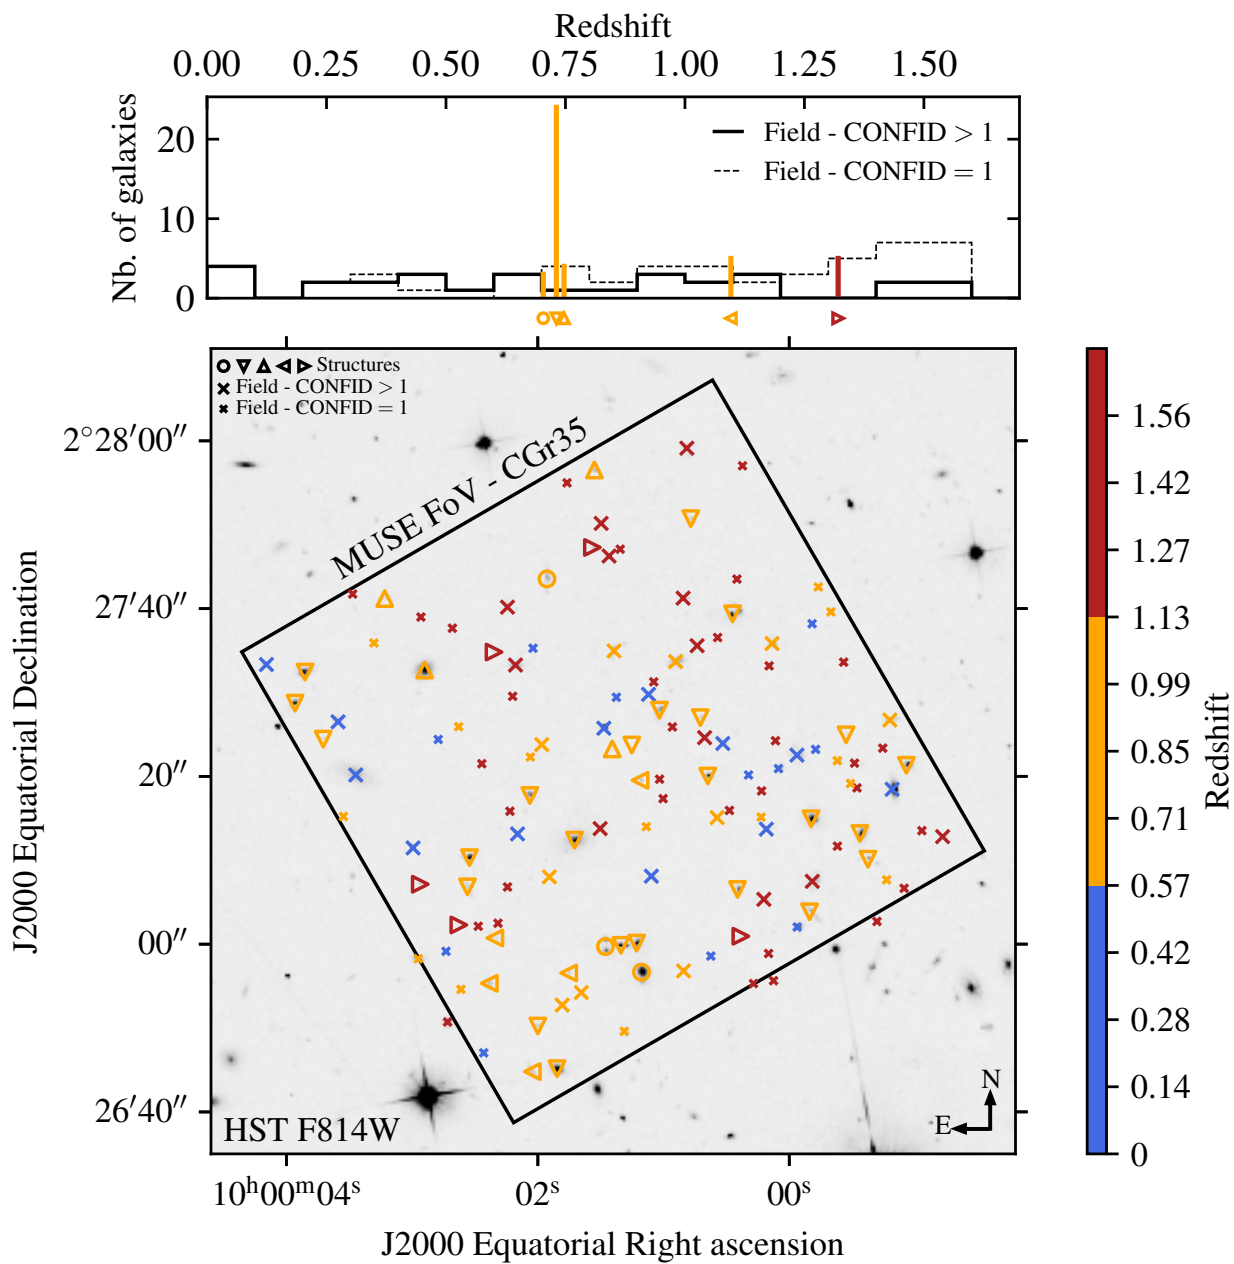 Redshift
0.00 0.25 0.50 0.75 1.00 1.25 1.50
Nb. of galaxies
20
10
0
Field - CONFID > 1
Field - CONFID = 1
Structures
Field - CONFID > 1
Field - CONFID = 1
MUSE FoV - CGr35
HST F814W
N
E
J2000 Equatorial Declination
2°28′00″
27′40″
20″
00″
26′40″
10ʰ00ᵐ04ˢ 02ˢ 00ˢ
J2000 Equatorial Right ascension
1.56
1.42
1.27
1.13
0.99
0.85
0.71
0.57
0.42
0.28
0.14
0
Redshift